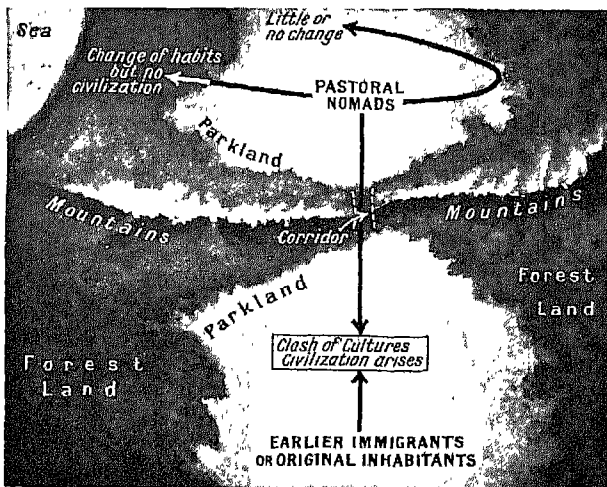 Sea
Little or
no change
Change of habits
but no
civilization
PASTORAL
NOMADS
Parkland
Mountains
Mountains
Corridor
Parkland
Forest
Land
Forest
Land
Clash of Cultures
Civilization arises
EARLIER IMMIGRANTS
OR ORIGINAL INHABITANTS